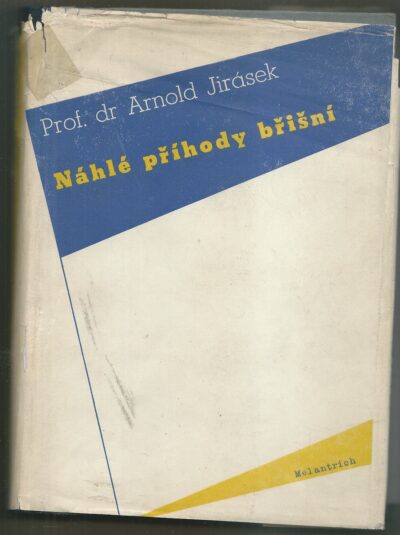 Prof. dr Arnold Jirásek
Náhlé příhody břišní
Melantrich